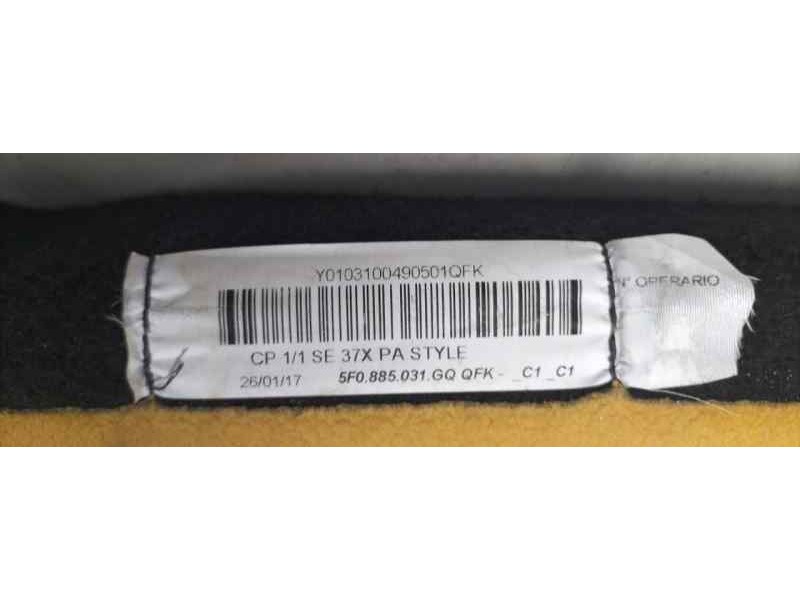 Y0103100490501QFK
CP 1/1 SE 37X PA STYLE
26/01/17 5F0.885.031.GQ QFK - _C1 _C1
N° OPERARIO